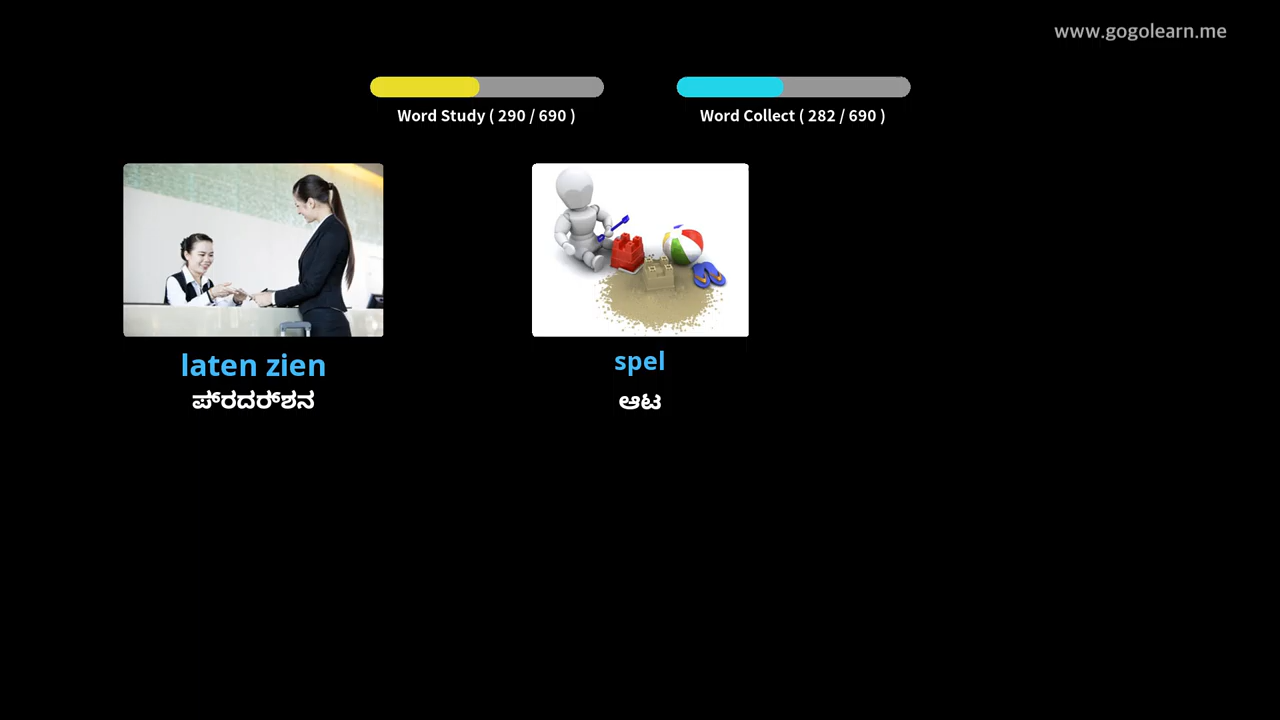 www.gogolearn.me
Word Study ( 290 / 690 )
Word Collect ( 282 / 690 )
laten zien
ಪ್‌ರದರ್‌ಶನ
spel
ಆಟ